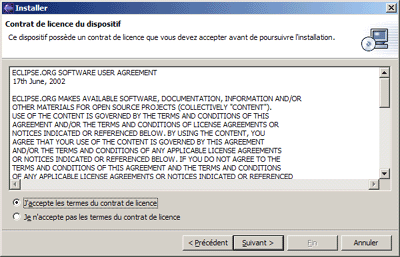 Installer
Contrat de licence du dispositif
Ce dispositif possède un contrat de licence que vous devez accepter avant de poursuivre l'installation.
ECLIPSE.ORG SOFTWARE USER AGREEMENT
17th June, 2002
ECLIPSE.ORG MAKES AVAILABLE SOFTWARE, DOCUMENTATION, INFORMATION AND/OR
OTHER MATERIALS FOR OPEN SOURCE PROJECTS (COLLECTIVELY "CONTENT").
USE OF THE CONTENT IS GOVERNED BY THE TERMS AND CONDITIONS OF THIS
AGREEMENT AND/OR THE TERMS AND CONDITIONS OF LICENSE AGREEMENTS OR
NOTICES INDICATED OR REFERENCED BELOW. BY USING THE CONTENT, YOU
AGREE THAT YOUR USE OF THE CONTENT IS GOVERNED BY THIS AGREEMENT
AND/OR THE TERMS AND CONDITIONS OF ANY APPLICABLE LICENSE AGREEMENTS
OR NOTICES INDICATED OR REFERENCED BELOW. IF YOU DO NOT AGREE TO THE
TERMS AND CONDITIONS OF THIS AGREEMENT AND THE TERMS AND CONDITIONS
OF ANY APPLICABLE LICENSE AGREEMENTS OR NOTICES INDICATED OR REFERENCED
J'accepte les termes du contrat de licence
Je n'accepte pas les termes du contrat de licence
< Précédent
Suivant >
Fin
Annuler